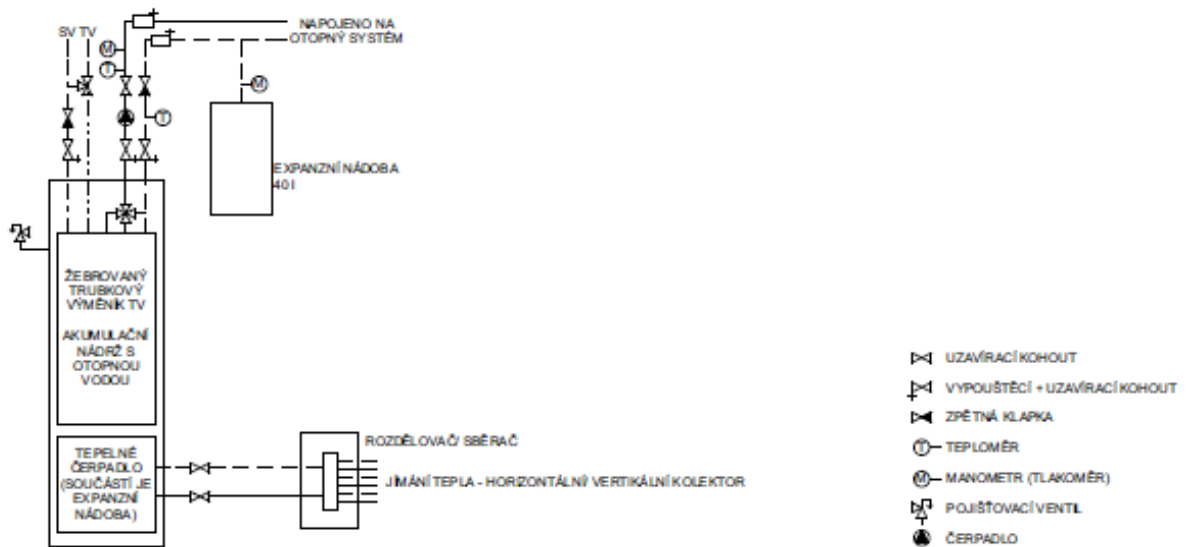 SV TV
NAPOJENO NA
OTOPNÝ SYSTÉM
M
T
M
T
EXPANZNÍ NÁDOBA
40 l
ŽEBROVANÝ
TRUBKOVÝ
VÝMĚNÍK TV
AKUMULAČNÍ
NÁDRŽ S
OTOPNOU
VODOU
TEPELNÉ
ČERPADLO
(SOUČÁSTÍ JE
EXPANZNÍ
NÁDOBA)
ROZDĚLOVAČ/ SBĚRAČ
JÍMÁNÍ TEPLA - HORIZONTÁLNÝ VERTIKÁLNÍ KOLEKTOR
UZAVÍRACÍ KOHOUT
VYPOUŠTĚCÍ + UZAVÍRACÍ KOHOUT
ZPĚTNÁ KLAPKA
T TEPLOMĚR
M MANOMETR (TLAKOMĚR)
POJIŠŤOVACÍ VENTIL
ČERPADLO